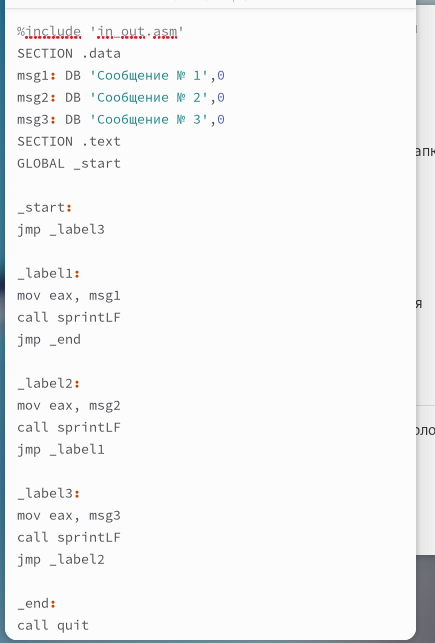 %include 'in_out.asm'
SECTION .data
msg1: DB 'Сообщение № 1',0
msg2: DB 'Сообщение № 2',0
msg3: DB 'Сообщение № 3',0
SECTION .text
GLOBAL _start
_start:
jmp _label3
_label1:
mov eax, msg1
call sprintLF
jmp _end
_label2:
mov eax, msg2
call sprintLF
jmp _label1
_label3:
mov eax, msg3
call sprintLF
jmp _label2
_end:
call quit